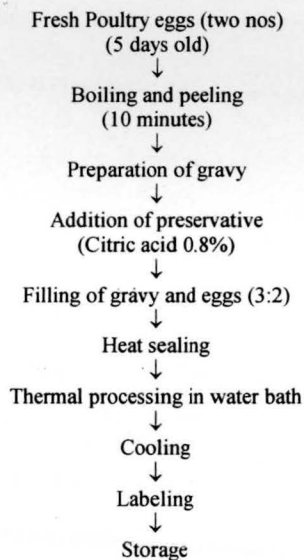 Fresh Poultry eggs (two nos)
(5 days old)
↓
Boiling and peeling
(10 minutes)
↓
Preparation of gravy
↓
Addition of preservative
(Citric acid 0.8%)
↓
Filling of gravy and eggs (3:2)
↓
Heat sealing
↓
Thermal processing in water bath
↓
Cooling
↓
Labeling
↓
Storage